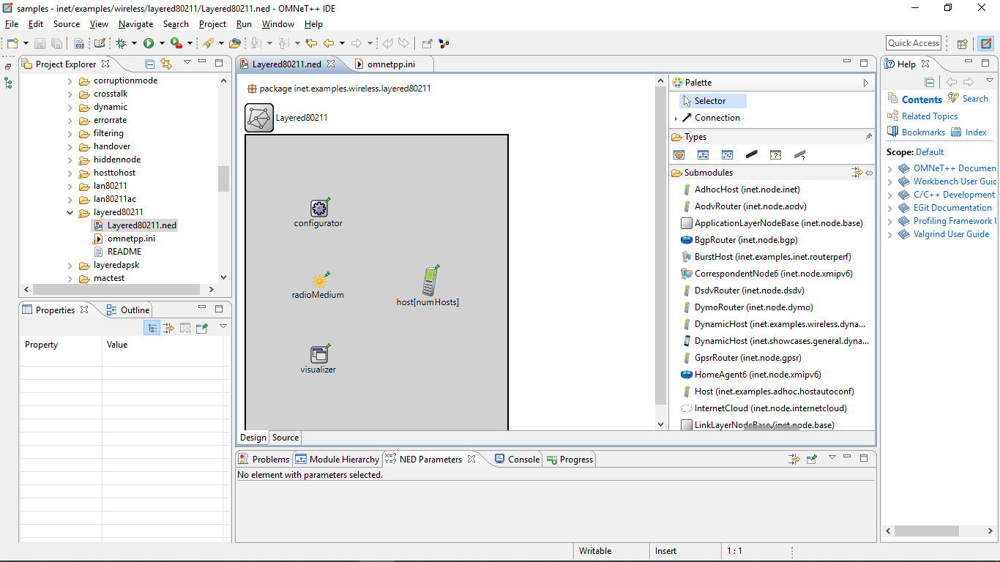 samples - inet/examples/wireless/layered80211/Layered80211.ned - OMNeT++ IDE
File Edit Source View Navigate Search Project Run Window Help
Quick Access
Project Explorer
corruptionmode
crosstalk
dynamic
errorrate
filtering
handover
hiddennode
hosttohost
lan80211
lan80211ac
layered80211
Layered80211.ned
omnetpp.ini
README
layeredapsk
mactest
Properties Outline
Property Value
Layered80211.ned omnetpp.ini
package inet.examples.wireless.layered80211
Layered80211
configurator
radioMedium
host[numHosts]
visualizer
Design Source
Palette
Selector
Connection
Types
Submodules
AdhocHost (inet.node.inet)
AodvRouter (inet.node.aodv)
ApplicationLayerNodeBase (inet.node.base)
BgpRouter (inet.node.bgp)
BurstHost (inet.examples.inet.routerperf)
CorrespondentNode6 (inet.node.xmipv6)
DsdvRouter (inet.node.dsdv)
DymoRouter (inet.node.dymo)
DynamicHost (inet.examples.wireless.dyna...
DynamicHost (inet.showcases.general.dyna...
GpsrRouter (inet.node.gpsr)
HomeAgent6 (inet.node.xmipv6)
Host (inet.examples.adhoc.hostautoconf)
InternetCloud (inet.node.internetcloud)
LinkLayerNodeBase (inet.node.base)
Problems Module Hierarchy NED Parameters Console Progress
No element with parameters selected.
Help
Contents Search
Related Topics
Bookmarks Index
Scope: Default
OMNeT++ Documen
Workbench User Guid
C/C++ Development
EGit Documentation
Profiling Framework U
Valgrind User Guide
Writable Insert 1 : 1